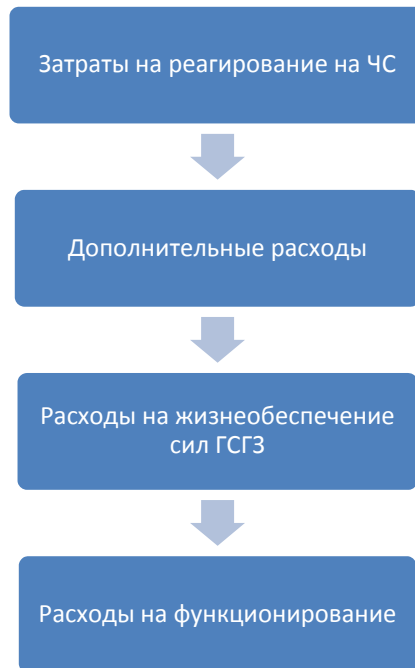 Затраты на реагирование на ЧС
Дополнительные расходы
Расходы на жизнеобеспечение
сил ГСГЗ
Расходы на функционирование